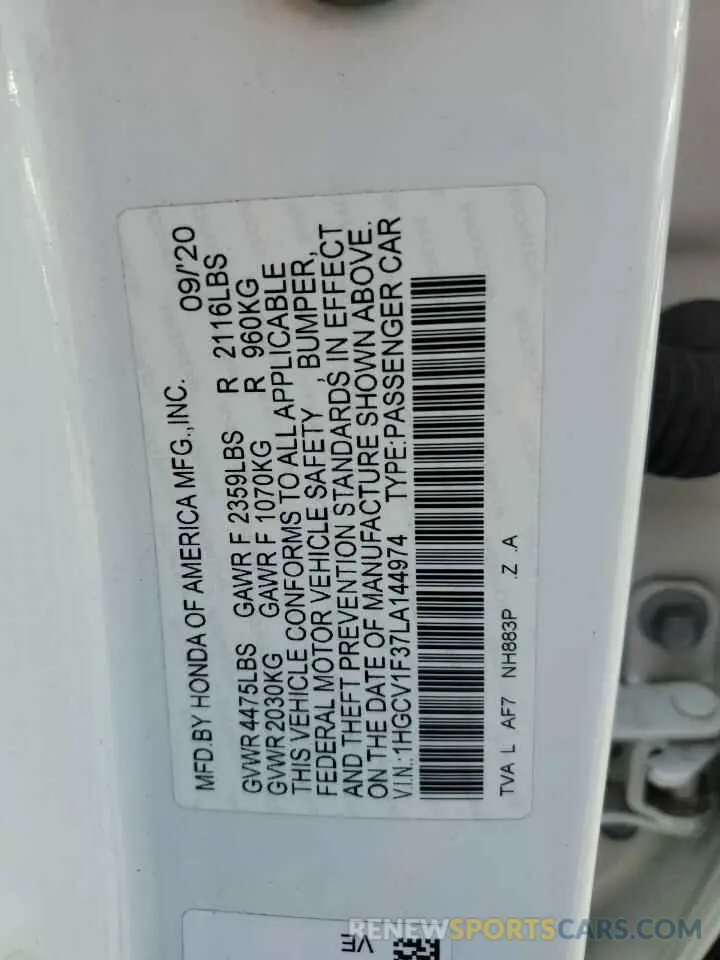 MFD.BY HONDA OF AMERICA MFG.,INC. 09/'20
GVWR 4475LBS GAWR F 2359LBS R 2116LBS
GVWR 2030KG GAWR F 1070KG R 960KG
THIS VEHICLE CONFORMS TO ALL APPLICABLE
FEDERAL MOTOR VEHICLE SAFETY , BUMPER,
AND THEFT PREVENTION STANDARDS IN EFFECT
ON THE DATE OF MANUFACTURE SHOWN ABOVE.
V.I.N.:1HGCV1F37LA144974 TYPE:PASSENGER CAR
TVA L AF7 NH883P .Z .A
VE
RENEWSPORTSCARS.COM